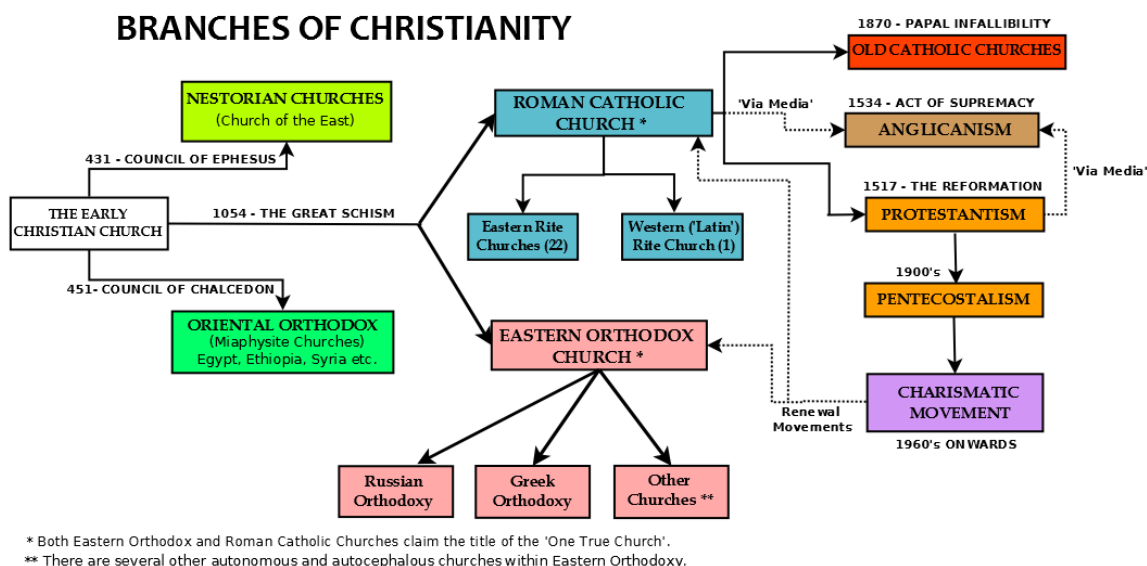 BRANCHES OF CHRISTIANITY
1870 - PAPAL INFALLIBILITY
OLD CATHOLIC CHURCHES
NESTORIAN CHURCHES
(Church of the East)
ROMAN CATHOLIC
CHURCH *
'Via Media'
1534 - ACT OF SUPREMACY
ANGLICANISM
431 - COUNCIL OF EPHESUS
'Via Media'
1517 - THE REFORMATION
THE EARLY
CHRISTIAN CHURCH
1054 - THE GREAT SCHISM
Eastern Rite
Churches (22)
Western ('Latin')
Rite Church (1)
PROTESTANTISM
1900's
451- COUNCIL OF CHALCEDON
PENTECOSTALISM
ORIENTAL ORTHODOX
(Miaphysite Churches)
Egypt, Ethiopia, Syria etc.
EASTERN ORTHODOX
CHURCH *
CHARISMATIC
MOVEMENT
Renewal
Movements
1960's ONWARDS
Russian
Orthodoxy
Greek
Orthodoxy
Other
Churches **
* Both Eastern Orthodox and Roman Catholic Churches claim the title of the 'One True Church'.
** There are several other autonomous and autocephalous churches within Eastern Orthodoxy.